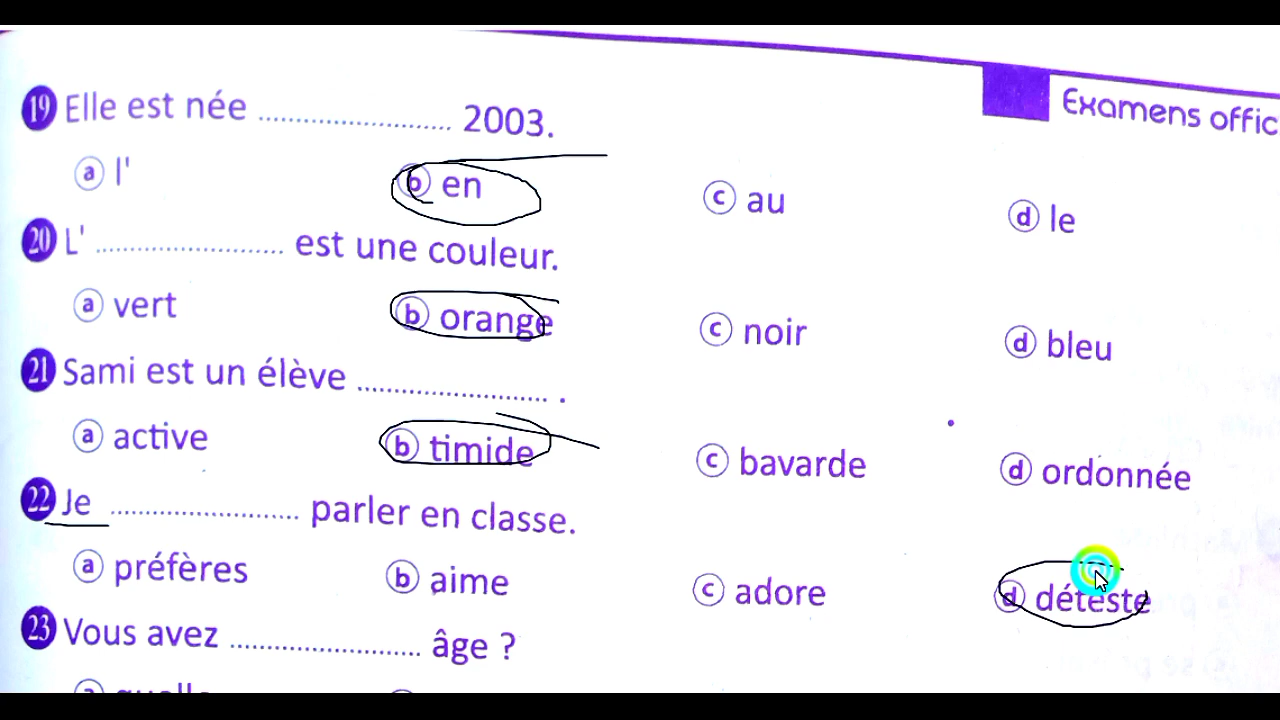 Examens offic
19 Elle est née ........................ 2003.
a l' b en c au d le
20 L' ........................ est une couleur.
a vert b orange c noir d bleu
21 Sami est un élève ........................ .
a active b timide c bavarde d ordonnée
22 Je ........................ parler en classe.
a préfères b aime c adore d déteste
23 Vous avez ........................ âge ?
a quelle